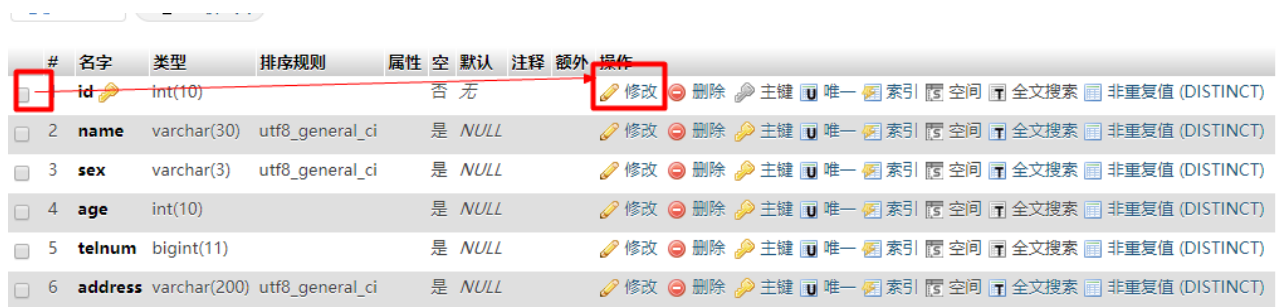 # 名字 类型 排序规则 属性 空 默认 注释 额外 操作
id int(10) 否 无 修改 删除 主键 唯一 索引 空间 全文搜索 非重复值 (DISTINCT)
2 name varchar(30) utf8_general_ci 是 NULL 修改 删除 主键 唯一 索引 空间 全文搜索 非重复值 (DISTINCT)
3 sex varchar(3) utf8_general_ci 是 NULL 修改 删除 主键 唯一 索引 空间 全文搜索 非重复值 (DISTINCT)
4 age int(10) 是 NULL 修改 删除 主键 唯一 索引 空间 全文搜索 非重复值 (DISTINCT)
5 telnum bigint(11) 是 NULL 修改 删除 主键 唯一 索引 空间 全文搜索 非重复值 (DISTINCT)
6 address varchar(200) utf8_general_ci 是 NULL 修改 删除 主键 唯一 索引 空间 全文搜索 非重复值 (DISTINCT)